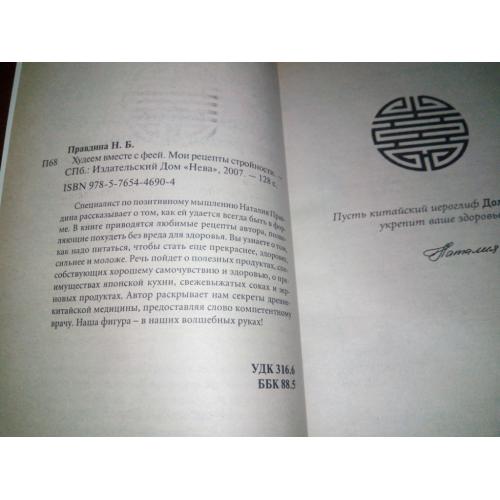 Правдина Н. Б.
П68 Худеем вместе с феей. Мои рецепты стройности. —
СПб.: Издательский Дом «Нева», 2007. — 128 с.
ISBN 978-5-7654-4690-4
Специалист по позитивному мышлению Наталия Прав-
дина рассказывает о том, как ей удается всегда быть в фор-
ме. В книге приводятся любимые рецепты автора, позво-
ляющие похудеть без вреда для здоровья. Вы узнаете о том,
как надо питаться, чтобы стать еще прекраснее, здоровее,
сильнее и моложе. Речь пойдет о полезных продуктах, спо-
собствующих хорошему самочувствию и здоровью, о пре-
имуществах японской кухни, свежевыжатых соках и зер-
новых продуктах. Автор раскрывает нам секреты древне-
китайской медицины, предоставляя слово компетентному
врачу. Наша фигура – в наших волшебных руках!
УДК 316.6
ББК 88.5
Пусть китайский иероглиф
укрепит ваше здоровье
Наталия